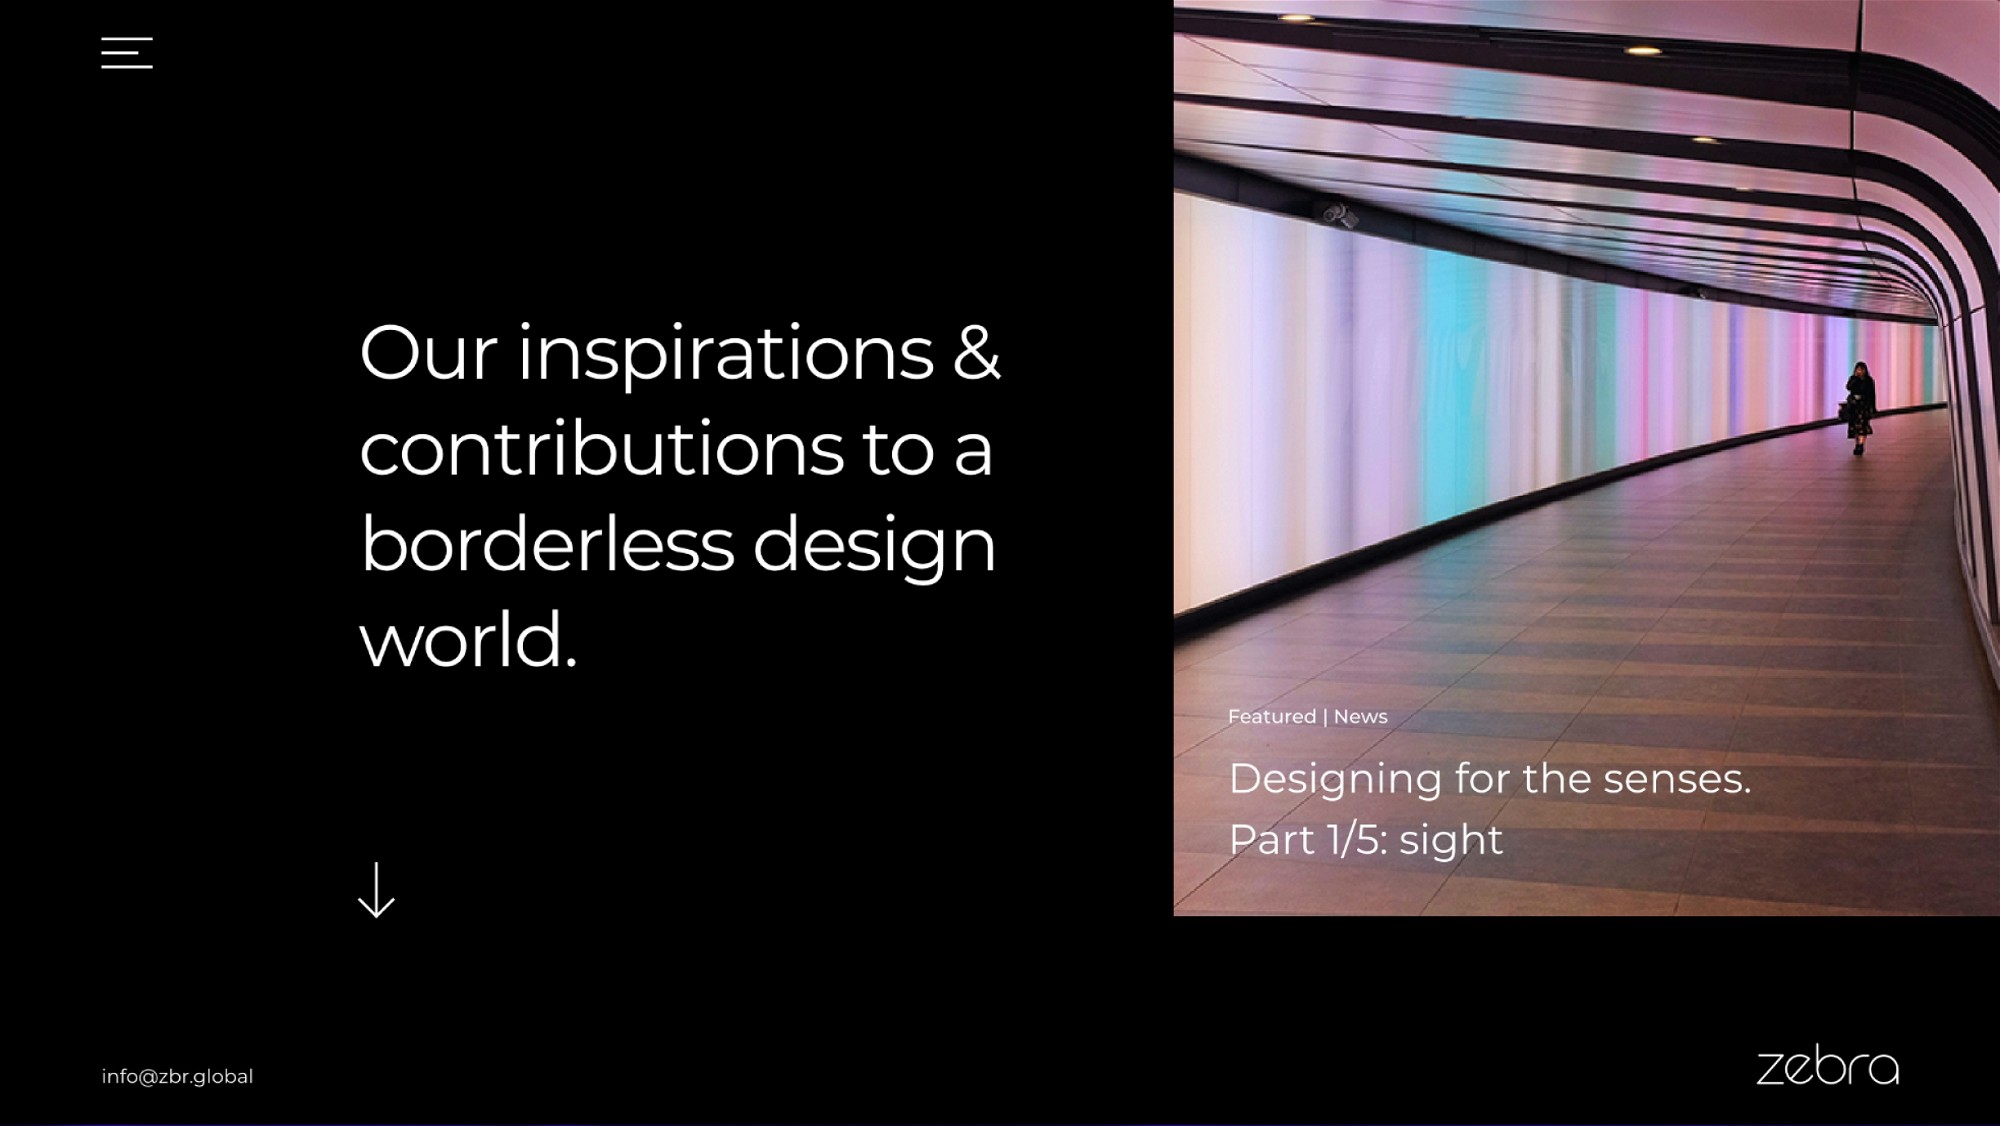 Our inspirations &
contributions to a
borderless design
world.
Featured | News
Designing for the senses.
Part 1/5: sight
info@zbr.global
zebra